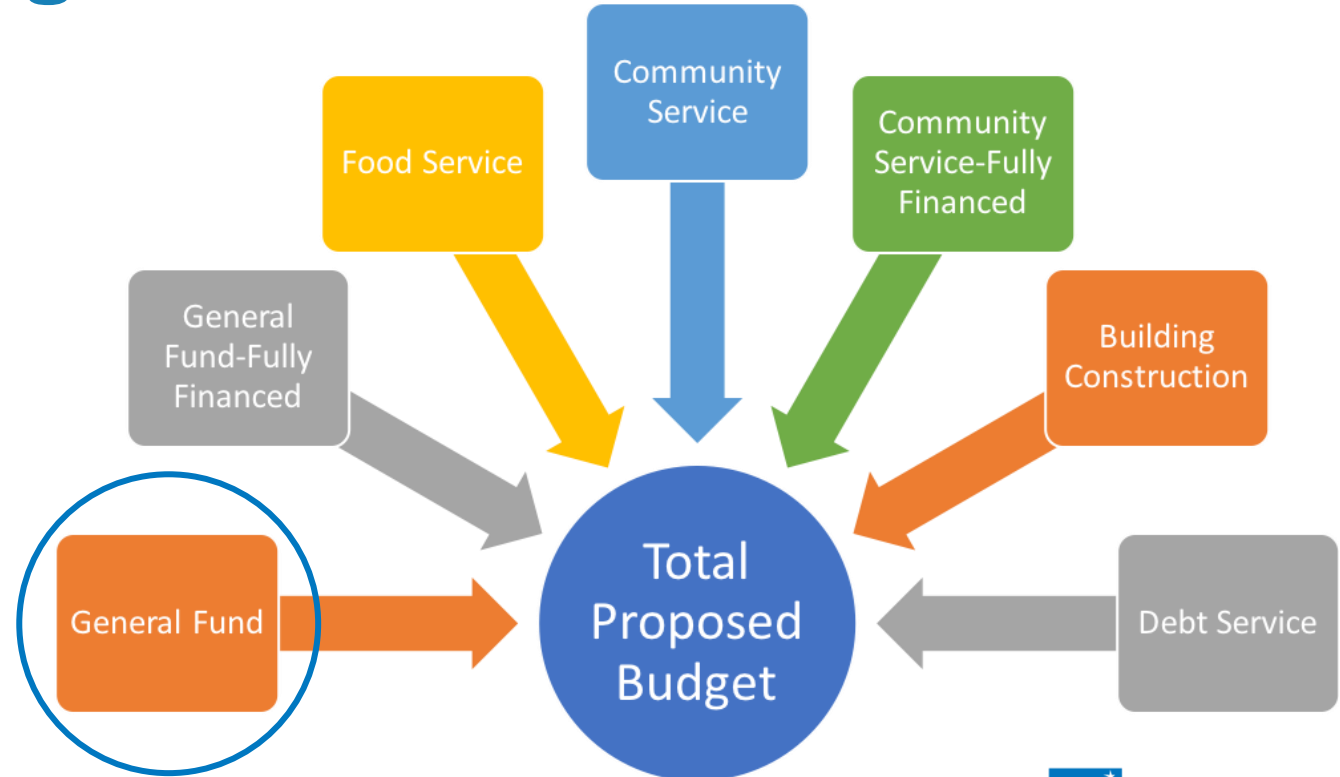 Community
Service
Food Service
Community
Service-Fully
Financed
General
Fund-Fully
Financed
Building
Construction
General Fund
Total
Proposed
Budget
Debt Service